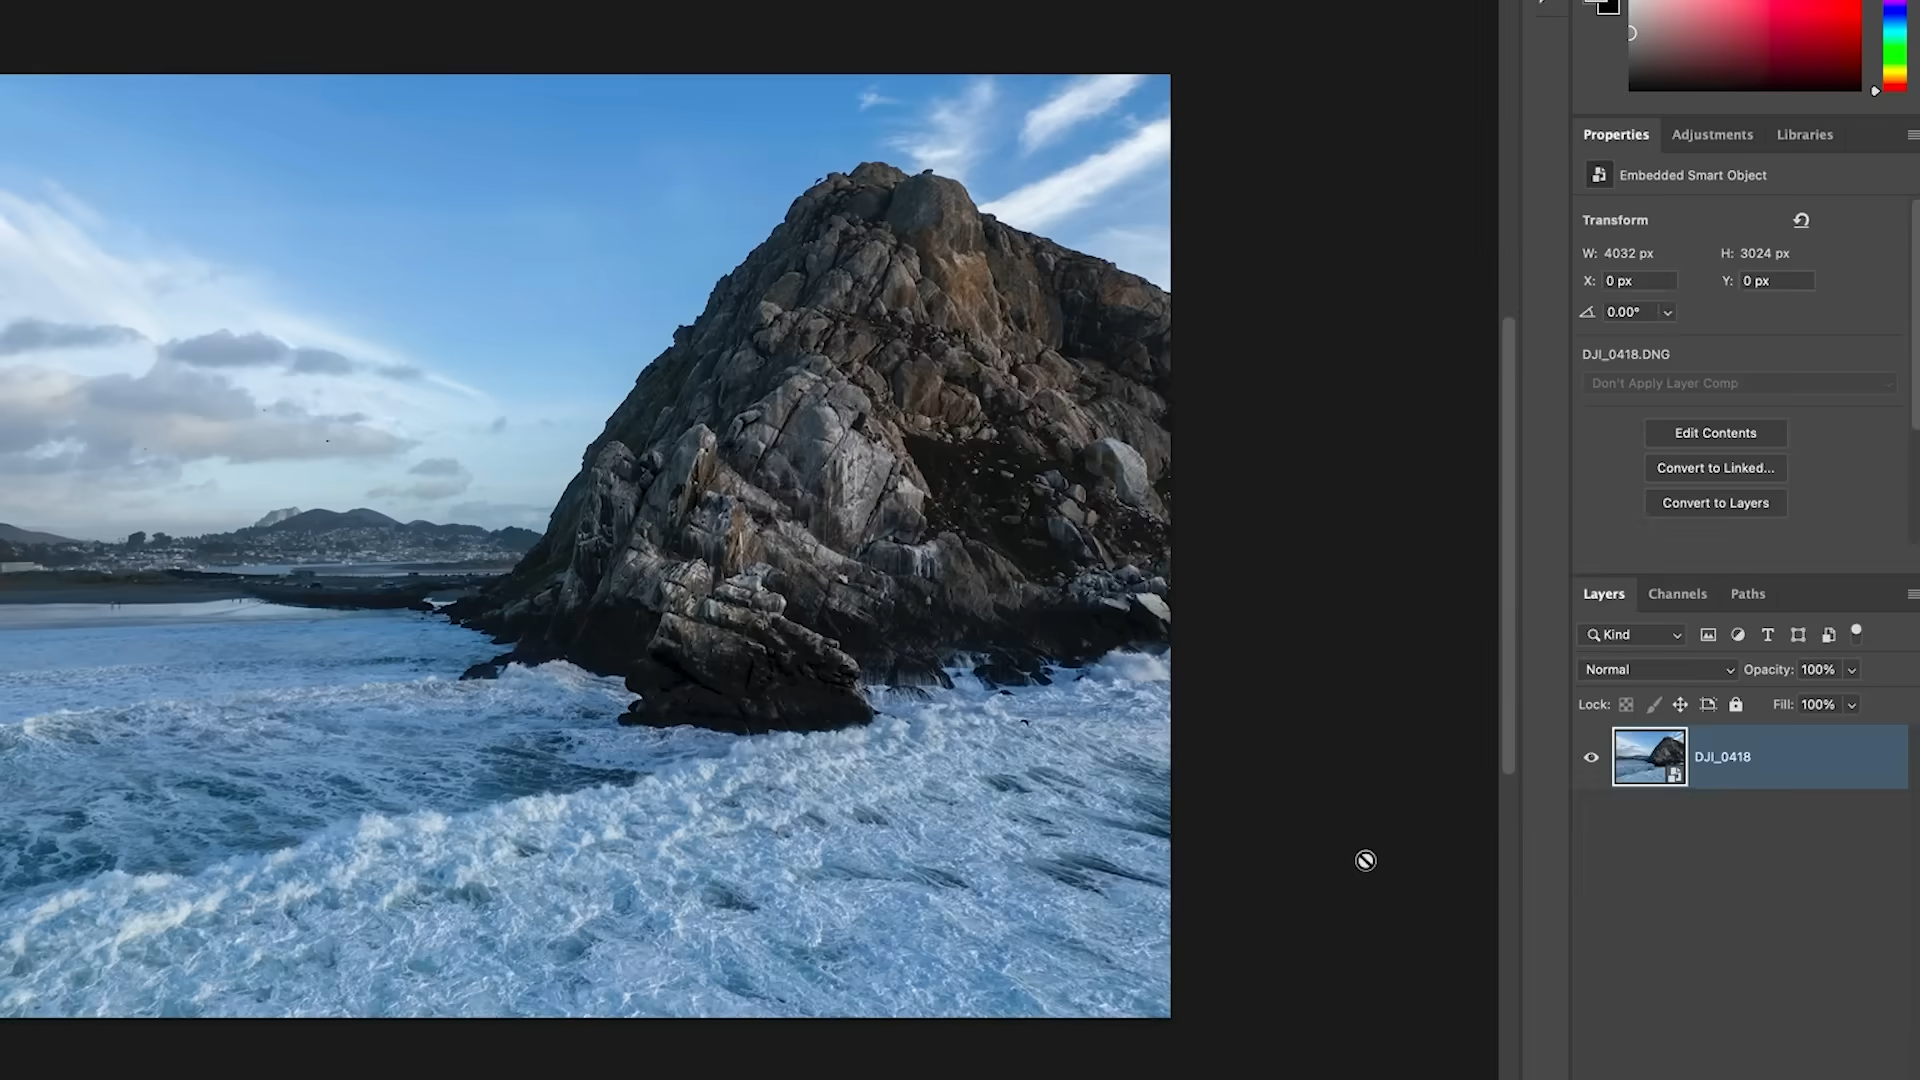 Properties Adjustments Libraries
Embedded Smart Object
Transform
W: 4032 px H: 3024 px
X: 0 px Y: 0 px
0.00°
DJI_0418.DNG
Don't Apply Layer Comp
Edit Contents
Convert to Linked...
Convert to Layers
Layers Channels Paths
Kind
Normal Opacity: 100%
Lock: Fill: 100%
DJI_0418